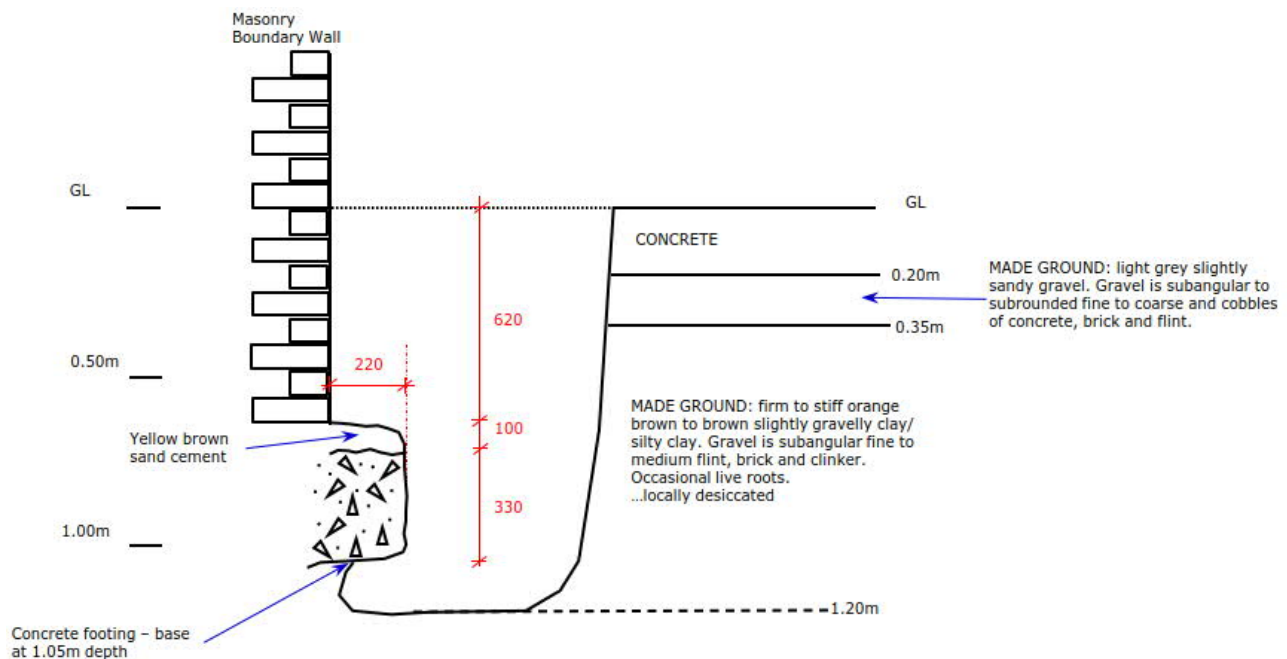 Masonry
Boundary Wall
GL
GL
CONCRETE
0.20m
MADE GROUND: light grey slightly
sandy gravel. Gravel is subangular to
subrounded fine to coarse and cobbles
of concrete, brick and flint.
0.35m
620
0.50m
220
MADE GROUND: firm to stiff orange
brown to brown slightly gravelly clay/
silty clay. Gravel is subangular fine to
medium flint, brick and clinker.
Occasional live roots.
...locally desiccated
100
Yellow brown
sand cement
330
1.00m
1.20m
Concrete footing – base
at 1.05m depth